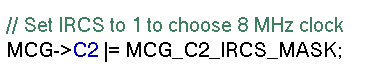 // Set IRCS to 1 to choose 8 MHz clock
MCG->C2 |= MCG_C2_IRCS_MASK;